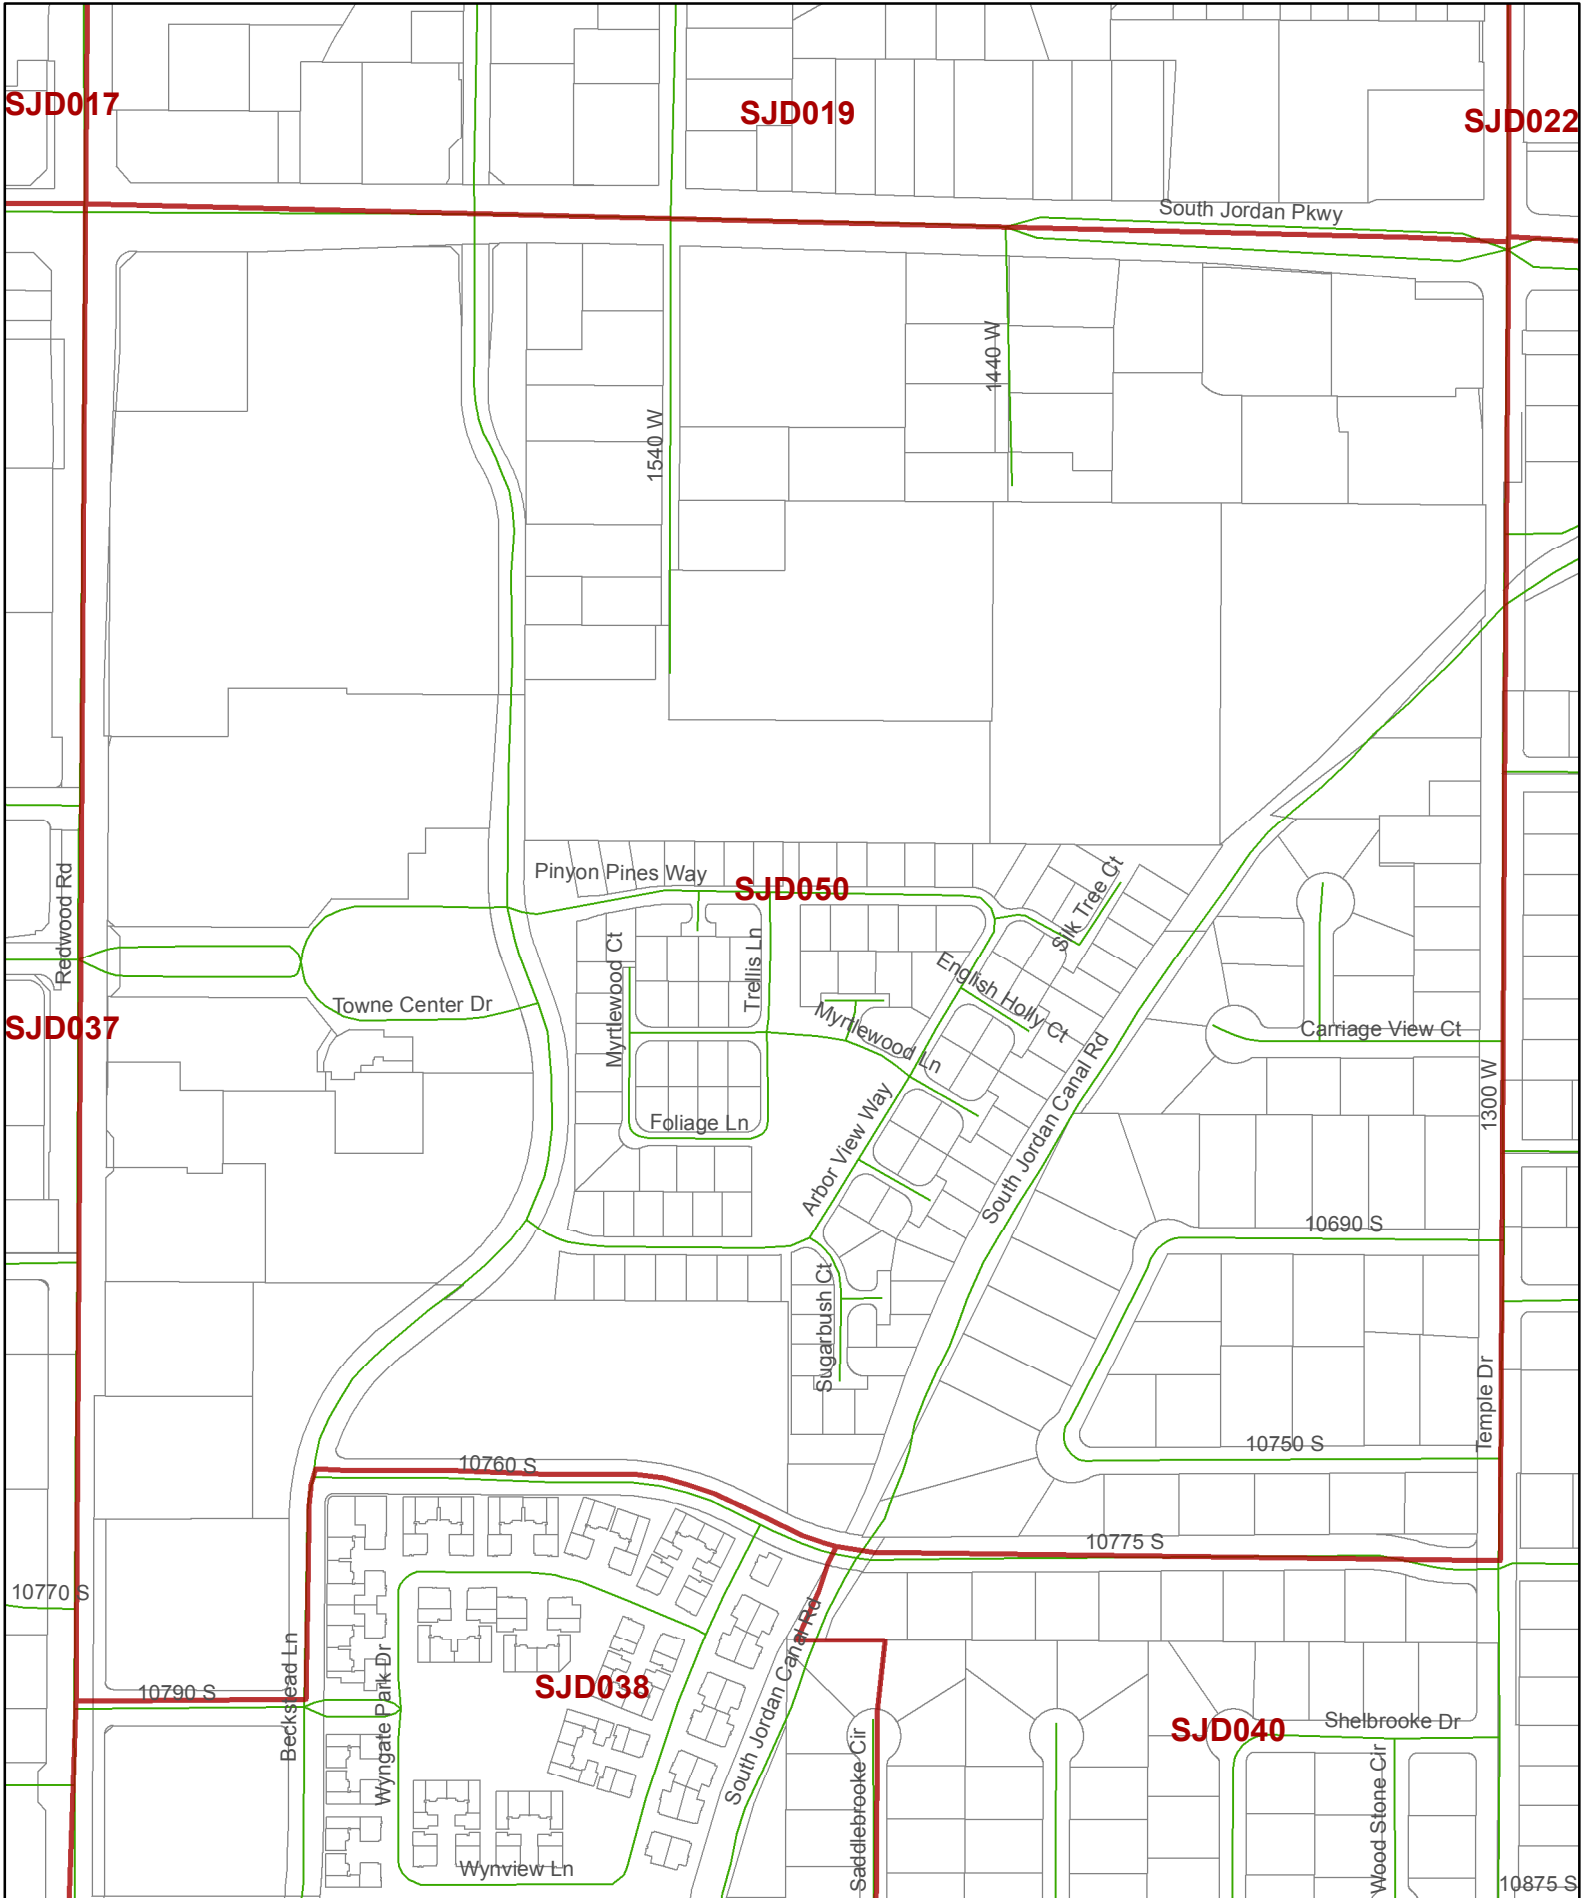 SJD017
SJD019
SJD022
South Jordan Pkwy
1440 W
1540 W
Redwood Rd
Pinyon Pines Way
SJD050
Silk Tree Ct
Myrtlewood Ct
Trellis Ln
English Holly Ct
Towne Center Dr
SJD037
Myrtlewood Ln
Carriage View Ct
South Jordan Canal Rd
1300 W
Foliage Ln
Arbor View Way
10690 S
Sugarbush Ct
Temple Dr
10750 S
10760 S
10775 S
10770 S
South Jordan Canal Rd
Beckstead Ln
Wyngate Park Dr
SJD038
10790 S
SJD040
Shelbrooke Dr
Saddlebrooke Cir
Wood Stone Cir
Wynview Ln
10875 S